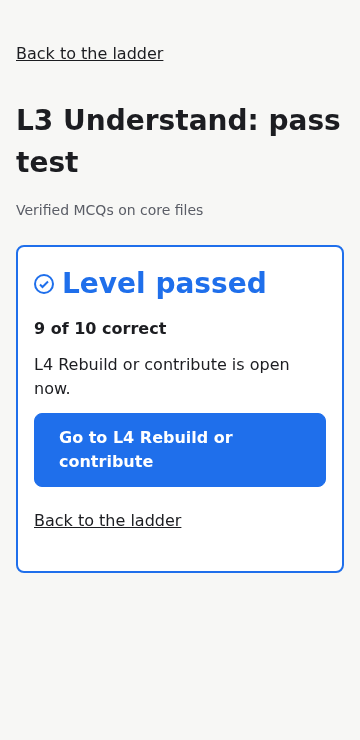 Back to the ladder
L3 Understand: pass
test
Verified MCQs on core files
Level passed
9 of 10 correct
L4 Rebuild or contribute is open
now.
Go to L4 Rebuild or
contribute
Back to the ladder